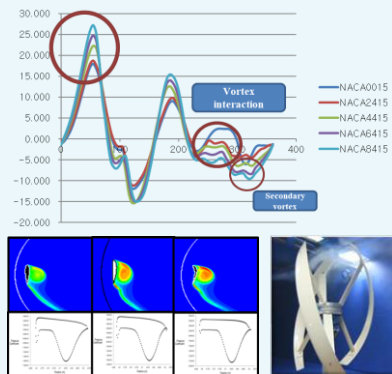 30.000
25.000
20.000
15.000
10.000
5.000
0.000
-5.000
-10.000
-15.000
-20.000
0
100
200
300
400
Vortex
interaction
Secondary
vortex
NACA0015
NACA2415
NACA4415
NACA6415
NACA8415